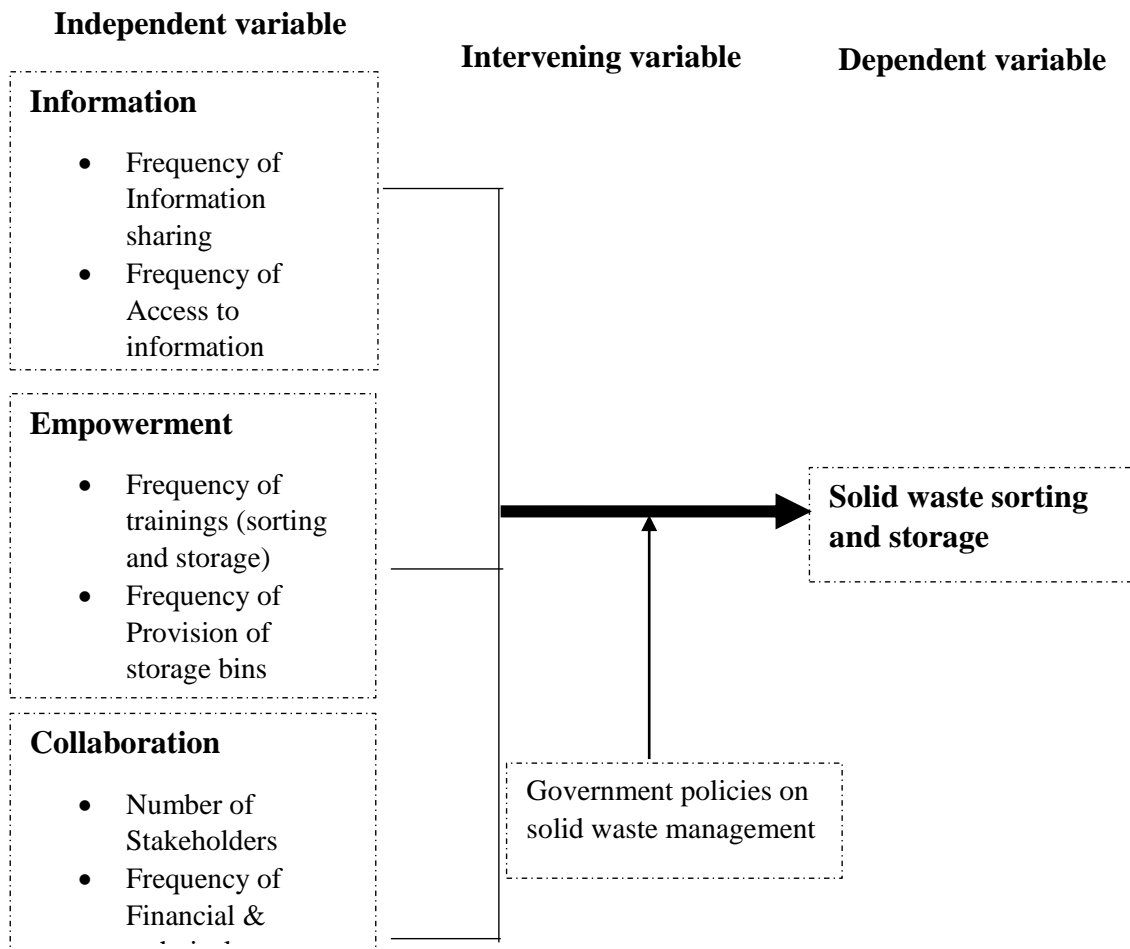 Independent variable
Intervening variable
Dependent variable
Information
• Frequency of
Information
sharing
• Frequency of
Access to
information
Empowerment
• Frequency of
trainings (sorting
and storage)
• Frequency of
Provision of
storage bins
Collaboration
• Number of
Stakeholders
• Frequency of
Financial &
Government policies on
solid waste management
Solid waste sorting
and storage